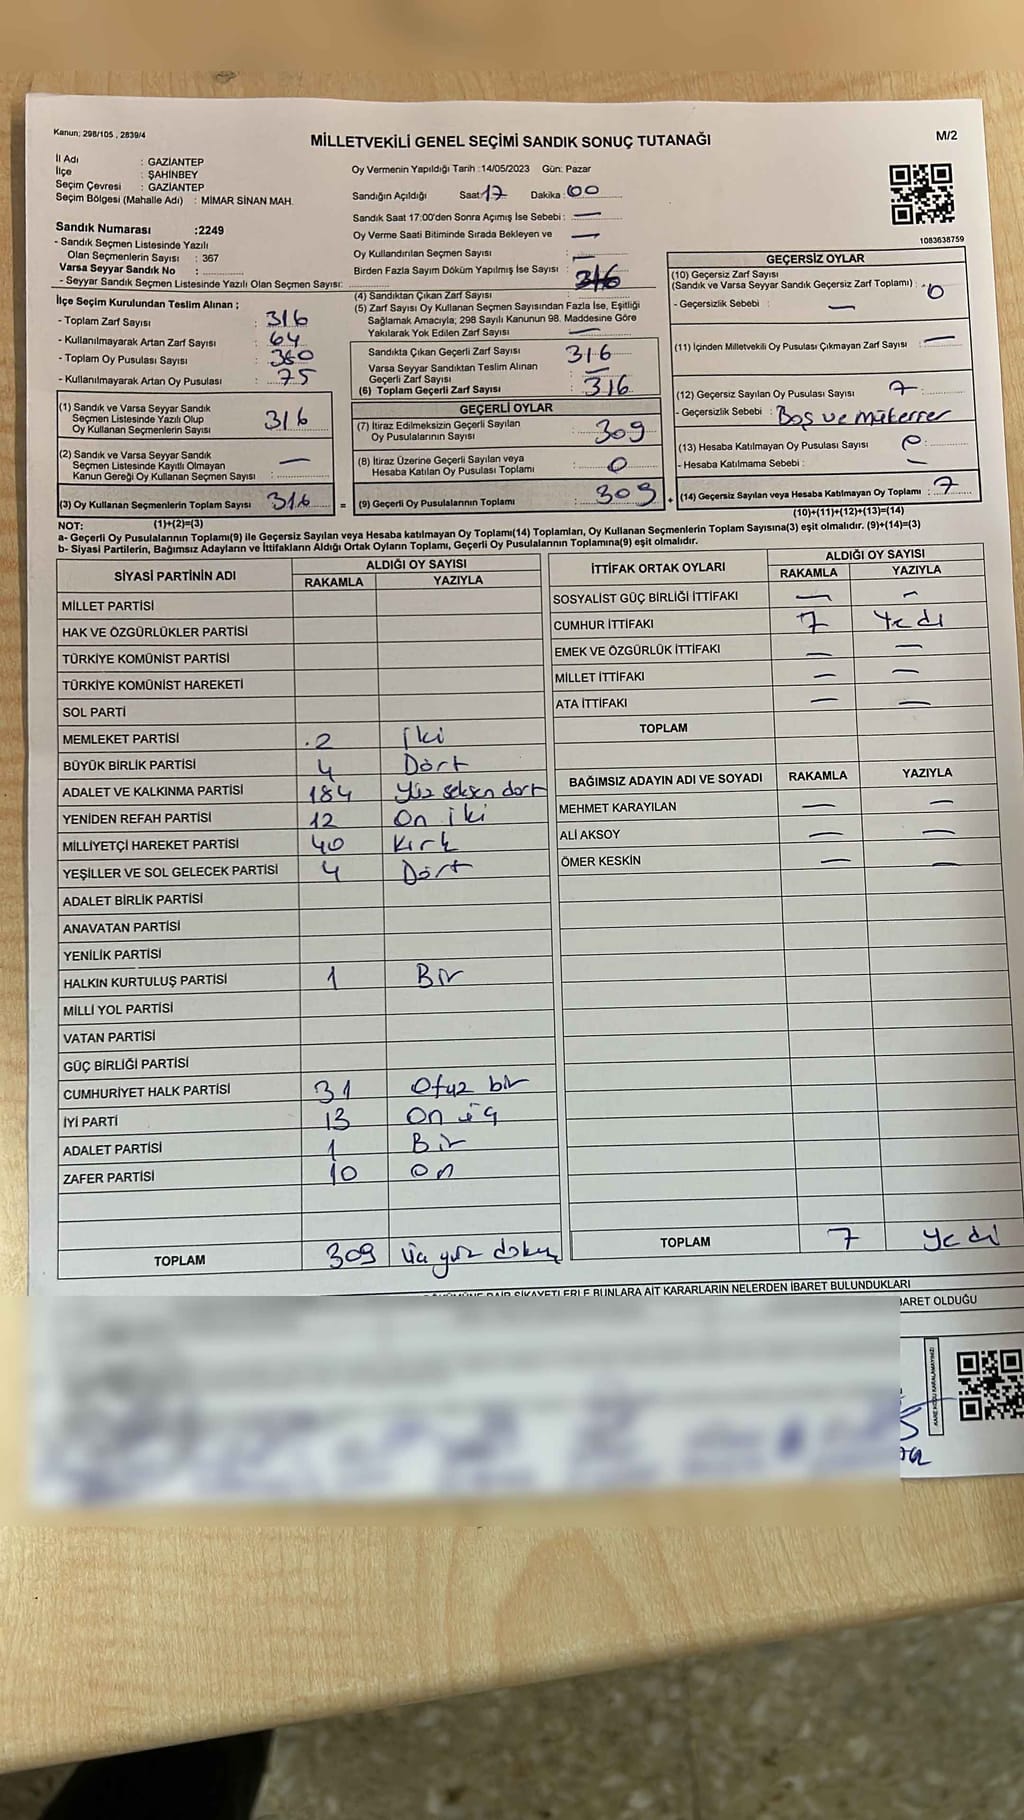 Kanun; 298/105 , 2839/4
MİLLETVEKİLİ GENEL SEÇİMİ SANDIK SONUÇ TUTANAĞI
M/2
İl Adı : GAZİANTEP
İlçe : ŞAHİNBEY
Seçim Çevresi : GAZİANTEP
Seçim Bölgesi (Mahalle Adı) : MİMAR SİNAN MAH.
Oy Vermenin Yapıldığı Tarih :14/05/2023 Gün: Pazar
Sandığın Açıldığı Saat: 17 Dakika : 00
Sandık Saat 17:00'den Sonra Açımış İse Sebebi : —
Oy Verme Saati Bitiminde Sırada Bekleyen ve —
Oy Kullandırılan Seçmen Sayısı : —
Birden Fazla Sayım Döküm Yapılmış İse Sayısı : 316
1083638759
Sandık Numarası :2249
- Sandık Seçmen Listesinde Yazılı
Olan Seçmenlerin Sayısı : 367
Varsa Seyyar Sandık No :
- Seyyar Sandık Seçmen Listesinde Yazılı Olan Seçmen Sayısı:
İlçe Seçim Kurulundan Teslim Alınan ;
- Toplam Zarf Sayısı : 316
- Kullanılmayarak Artan Zarf Sayısı : 64
- Toplam Oy Pusulası Sayısı : 380
- Kullanılmayarak Artan Oy Pusulası : 75
(1) Sandık ve Varsa Seyyar Sandık
Seçmen Listesinde Yazılı Olup
Oy Kullanan Seçmenlerin Sayısı : 316
(2) Sandık ve Varsa Seyyar Sandık
Seçmen Listesinde Kayıtlı Olmayan
Kanun Gereği Oy Kullanan Seçmen Sayısı : —
(3) Oy Kullanan Seçmenlerin Toplam Sayısı 316 =
(4) Sandıktan Çıkan Zarf Sayısı :
(5) Zarf Sayısı Oy Kullanan Seçmen Sayısından Fazla İse, Eşitliği
Sağlamak Amacıyla; 298 Sayılı Kanunun 98. Maddesine Göre
Yakılarak Yok Edilen Zarf Sayısı : —
Sandıkta Çıkan Geçerli Zarf Sayısı : 316
Varsa Seyyar Sandıktan Teslim Alınan
Geçerli Zarf Sayısı : —
(6) Toplam Geçerli Zarf Sayısı : 316
GEÇERLİ OYLAR
(7) İtiraz Edilmeksizin Geçerli Sayılan
Oy Pusulalarının Sayısı : 309
(8) İtiraz Üzerine Geçerli Sayılan veya
Hesaba Katılan Oy Pusulası Toplamı : 0
(9) Geçerli Oy Pusulalarının Toplamı : 309 +
GEÇERSİZ OYLAR
(10) Geçersiz Zarf Sayısı
(Sandık ve Varsa Seyyar Sandık Geçersiz Zarf Toplamı) : 0
- Geçersizlik Sebebi : —
(11) İçinden Milletvekili Oy Pusulası Çıkmayan Zarf Sayısı : —
(12) Geçersiz Sayılan Oy Pusulası Sayısı : 7
- Geçersizlik Sebebi : Boş ve mükerrer
(13) Hesaba Katılmayan Oy Pusulası Sayısı :
- Hesaba Katılmama Sebebi : —
(14) Geçersiz Sayılan veya Hesaba Katılmayan Oy Toplamı : 7
NOT: (1)+(2)=(3)
(10)+(11)+(12)+(13)=(14)
a- Geçerli Oy Pusulalarının Toplamı(9) ile Geçersiz Sayılan veya Hesaba katılmayan Oy Toplamı(14) Toplamları, Oy Kullanan Seçmenlerin Toplam Sayısına(3) eşit olmalıdır. (9)+(14)=(3)
b- Siyasi Partilerin, Bağımsız Adayların ve İttifakların Aldığı Ortak Oyların Toplamı, Geçerli Oy Pusulalarının Toplamına(9) eşit olmalıdır.
SİYASİ PARTİNİN ADI ALDIĞI OY SAYISI
RAKAMLA YAZIYLA
MİLLET PARTİSİ
HAK VE ÖZGÜRLÜKLER PARTİSİ
TÜRKİYE KOMÜNİST PARTİSİ
TÜRKİYE KOMÜNİST HAREKETİ
SOL PARTİ
MEMLEKET PARTİSİ 2 İki
BÜYÜK BİRLİK PARTİSİ 4 Dört
ADALET VE KALKINMA PARTİSİ 184 Yüz seksen dört
YENİDEN REFAH PARTİSİ 12 On iki
MİLLİYETÇİ HAREKET PARTİSİ 40 Kırk
YEŞİLLER VE SOL GELECEK PARTİSİ 4 Dört
ADALET BİRLİK PARTİSİ
ANAVATAN PARTİSİ
YENİLİK PARTİSİ
HALKIN KURTULUŞ PARTİSİ 1 Bir
MİLLİ YOL PARTİSİ
VATAN PARTİSİ
GÜÇ BİRLİĞİ PARTİSİ
CUMHURİYET HALK PARTİSİ 31 Otuz bir
İYİ PARTİ 13 On üç
ADALET PARTİSİ 1 Bir
ZAFER PARTİSİ 10 On
TOPLAM 309 Üç yüz dokuz
İTTİFAK ORTAK OYLARI ALDIĞI OY SAYISI
RAKAMLA YAZIYLA
SOSYALİST GÜÇ BİRLİĞİ İTTİFAKI — —
CUMHUR İTTİFAKI 7 Yedi
EMEK VE ÖZGÜRLÜK İTTİFAKI — —
MİLLET İTTİFAKI — —
ATA İTTİFAKI — —
TOPLAM
BAĞIMSIZ ADAYIN ADI VE SOYADI RAKAMLA YAZIYLA
MEHMET KARAYILAN — —
ALİ AKSOY — —
ÖMER KESKİN — —
TOPLAM 7 Yedi
ŞİKAYETLERLE BUNLARA AİT KARARLARIN NELERDEN İBARET BULUNDUKLARI
BARET OLDUĞU